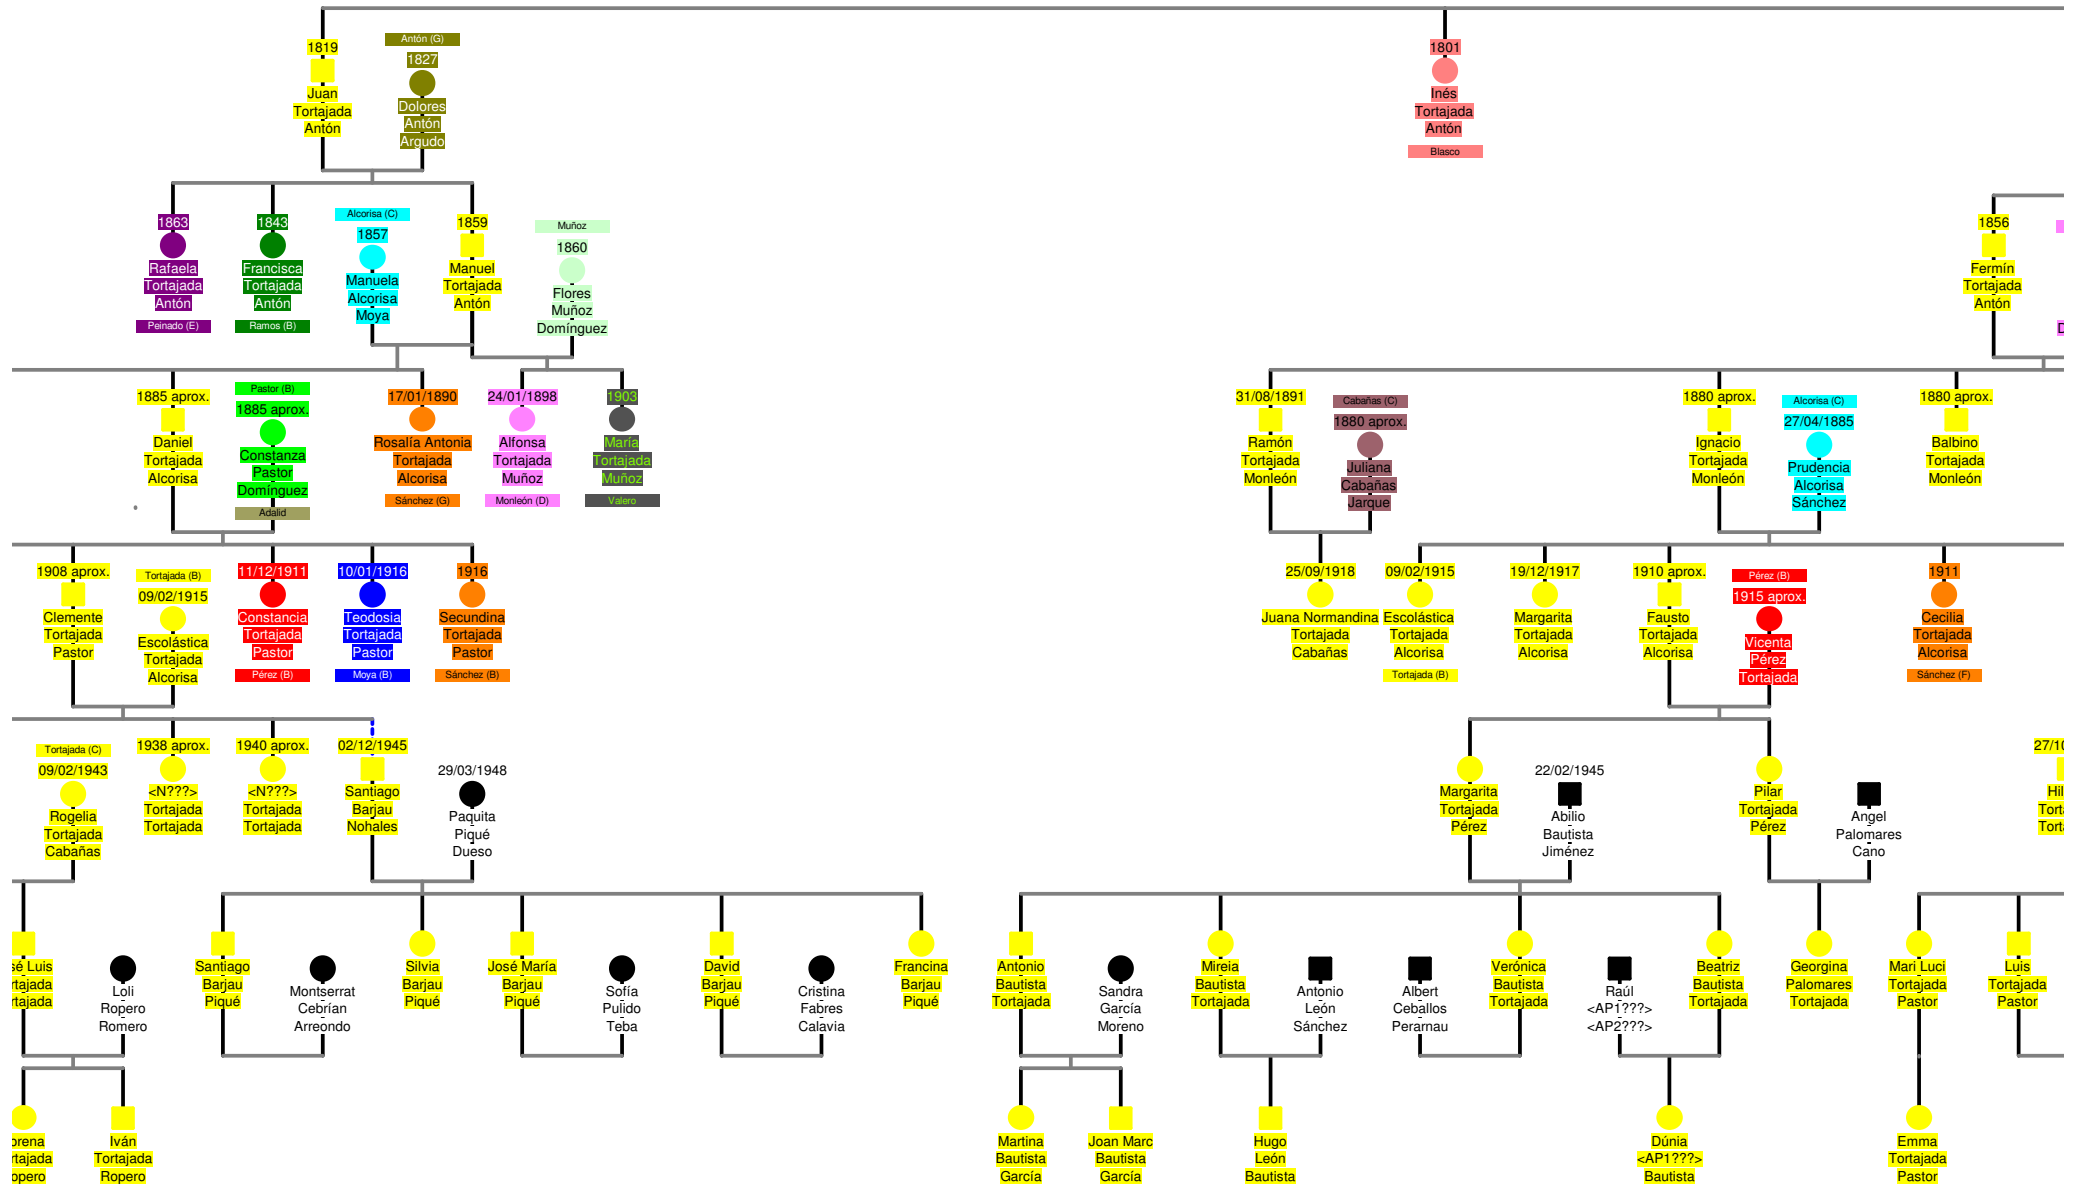 1819
Juan
Tortajada
Antón
Antón (G)
1827
Dolores
Antón
Argudo
1801
Inés
Tortajada
Antón
Blasco
1863
Rafaela
Tortajada
Antón
Peinado (E)
1843
Francisca
Tortajada
Antón
Ramos (B)
Alcorisa (C)
1857
Manuela
Alcorisa
Moya
1859
Manuel
Tortajada
Antón
Muñoz
1860
Flores
Muñoz
Domínguez
1856
Fermín
Tortajada
Antón
1885 aprox.
Daniel
Tortajada
Alcorisa
Pastor (B)
1885 aprox.
Constanza
Pastor
Domínguez
Adalid
17/01/1890
Rosalía Antonia
Tortajada
Alcorisa
Sánchez (G)
24/01/1898
Alfonsa
Tortajada
Muñoz
Monleón (D)
1903
María
Tortajada
Muñoz
Valero
31/08/1891
Ramón
Tortajada
Monleón
Cabañas (C)
1880 aprox.
Juliana
Cabañas
Jarque
1880 aprox.
Ignacio
Tortajada
Monleón
Alcorisa (C)
27/04/1885
Prudencia
Alcorisa
Sánchez
1880 aprox.
Balbino
Tortajada
Monleón
1908 aprox.
Clemente
Tortajada
Pastor
Tortajada (B)
09/02/1915
Escolástica
Tortajada
Alcorisa
11/12/1911
Constancia
Tortajada
Pastor
Pérez (B)
10/01/1916
Teodosia
Tortajada
Pastor
Moya (B)
1916
Secundina
Tortajada
Pastor
Sánchez (B)
25/09/1918
Juana Normandina
Tortajada
Cabañas
09/02/1915
Escolástica
Tortajada
Alcorisa
Tortajada (B)
19/12/1917
Margarita
Tortajada
Alcorisa
1910 aprox.
Fausto
Tortajada
Alcorisa
Pérez (B)
1915 aprox.
Vicenta
Pérez
Tortajada
1911
Cecilia
Tortajada
Alcorisa
Sánchez (F)
Tortajada (C)
09/02/1943
Rogelia
Tortajada
Cabañas
1938 aprox.
<N???>
Tortajada
Tortajada
1940 aprox.
<N???>
Tortajada
Tortajada
02/12/1945
Santiago
Barjau
Nohales
29/03/1948
Paquita
Piqué
Dueso
Margarita
Tortajada
Pérez
22/02/1945
Abilio
Bautista
Jiménez
Pilar
Tortajada
Pérez
Angel
Palomares
Cano
27/10
Hil
Tort
Tort
sé Luis
rtajada
rtajada
Loli
Ropero
Romero
Santiago
Barjau
Piqué
Montserrat
Cebrían
Arreondo
Silvia
Barjau
Piqué
José María
Barjau
Piqué
Sofía
Pulido
Teba
David
Barjau
Piqué
Cristina
Fabres
Calavia
Francina
Barjau
Piqué
Antonio
Bautista
Tortajada
Sandra
García
Moreno
Mireia
Bautista
Tortajada
Antonio
León
Sánchez
Albert
Ceballos
Perarnau
Verónica
Bautista
Tortajada
Raúl
<AP1???>
<AP2???>
Beatriz
Bautista
Tortajada
Georgina
Palomares
Tortajada
Mari Luci
Tortajada
Pastor
Luis
Tortajada
Pastor
orena
rtajada
opero
Iván
Tortajada
Ropero
Martina
Bautista
García
Joan Marc
Bautista
García
Hugo
León
Bautista
Dúnia
<AP1???>
Bautista
Emma
Tortajada
Pastor